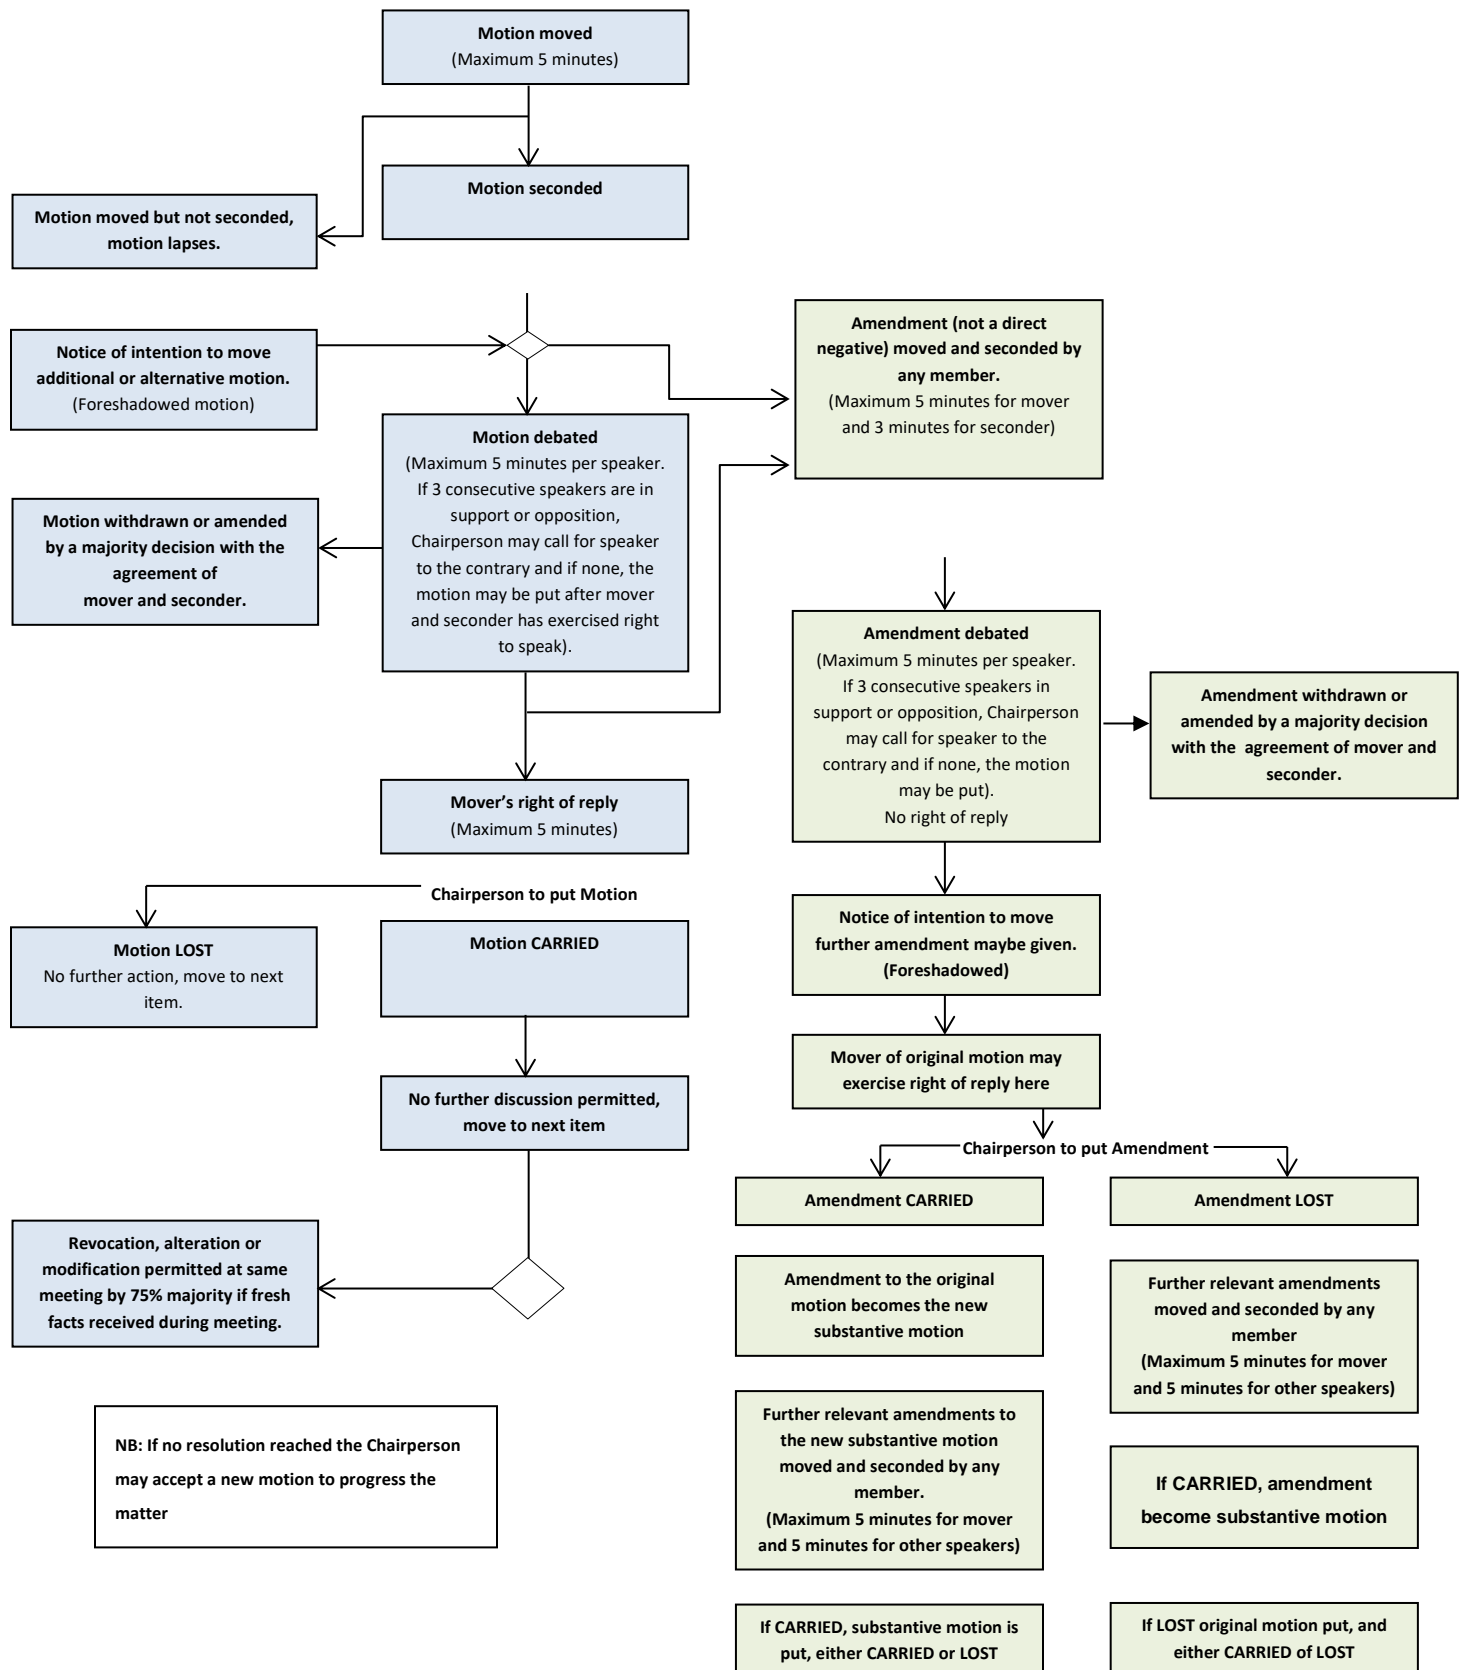 Motion moved
(Maximum 5 minutes)
Motion seconded
Motion moved but not seconded,
motion lapses.
Notice of intention to move
additional or alternative motion.
(Foreshadowed motion)
Amendment (not a direct
negative) moved and seconded by
any member.
(Maximum 5 minutes for mover
and 3 minutes for seconder)
Motion debated
(Maximum 5 minutes per speaker.
If 3 consecutive speakers are in
support or opposition,
Chairperson may call for speaker
to the contrary and if none, the
motion may be put after mover
and seconder has exercised right
to speak).
Motion withdrawn or amended
by a majority decision with the
agreement of
mover and seconder.
Amendment debated
(Maximum 5 minutes per speaker.
If 3 consecutive speakers in
support or opposition, Chairperson
may call for speaker to the
contrary and if none, the motion
may be put).
No right of reply
Amendment withdrawn or
amended by a majority decision
with the  agreement of mover and
seconder.
Mover’s right of reply
(Maximum 5 minutes)
Chairperson to put Motion
Motion LOST
No further action, move to next
item.
Motion CARRIED
Notice of intention to move
further amendment maybe given.
(Foreshadowed)
Mover of original motion may
exercise right of reply here
No further discussion permitted,
move to next item
Chairperson to put Amendment
Amendment CARRIED
Amendment LOST
Revocation, alteration or
modification permitted at same
meeting by 75% majority if fresh
facts received during meeting.
Amendment to the original
motion becomes the new
substantive motion
Further relevant amendments
moved and seconded by any
member
(Maximum 5 minutes for mover
and 5 minutes for other speakers)
Further relevant amendments to
the new substantive motion
moved and seconded by any
member.
(Maximum 5 minutes for mover
and 5 minutes for other speakers)
NB: If no resolution reached the Chairperson
may accept a new motion to progress the
matter
If CARRIED, amendment
become substantive motion
If CARRIED, substantive motion is
put, either CARRIED or LOST
If LOST original motion put, and
either CARRIED of LOST